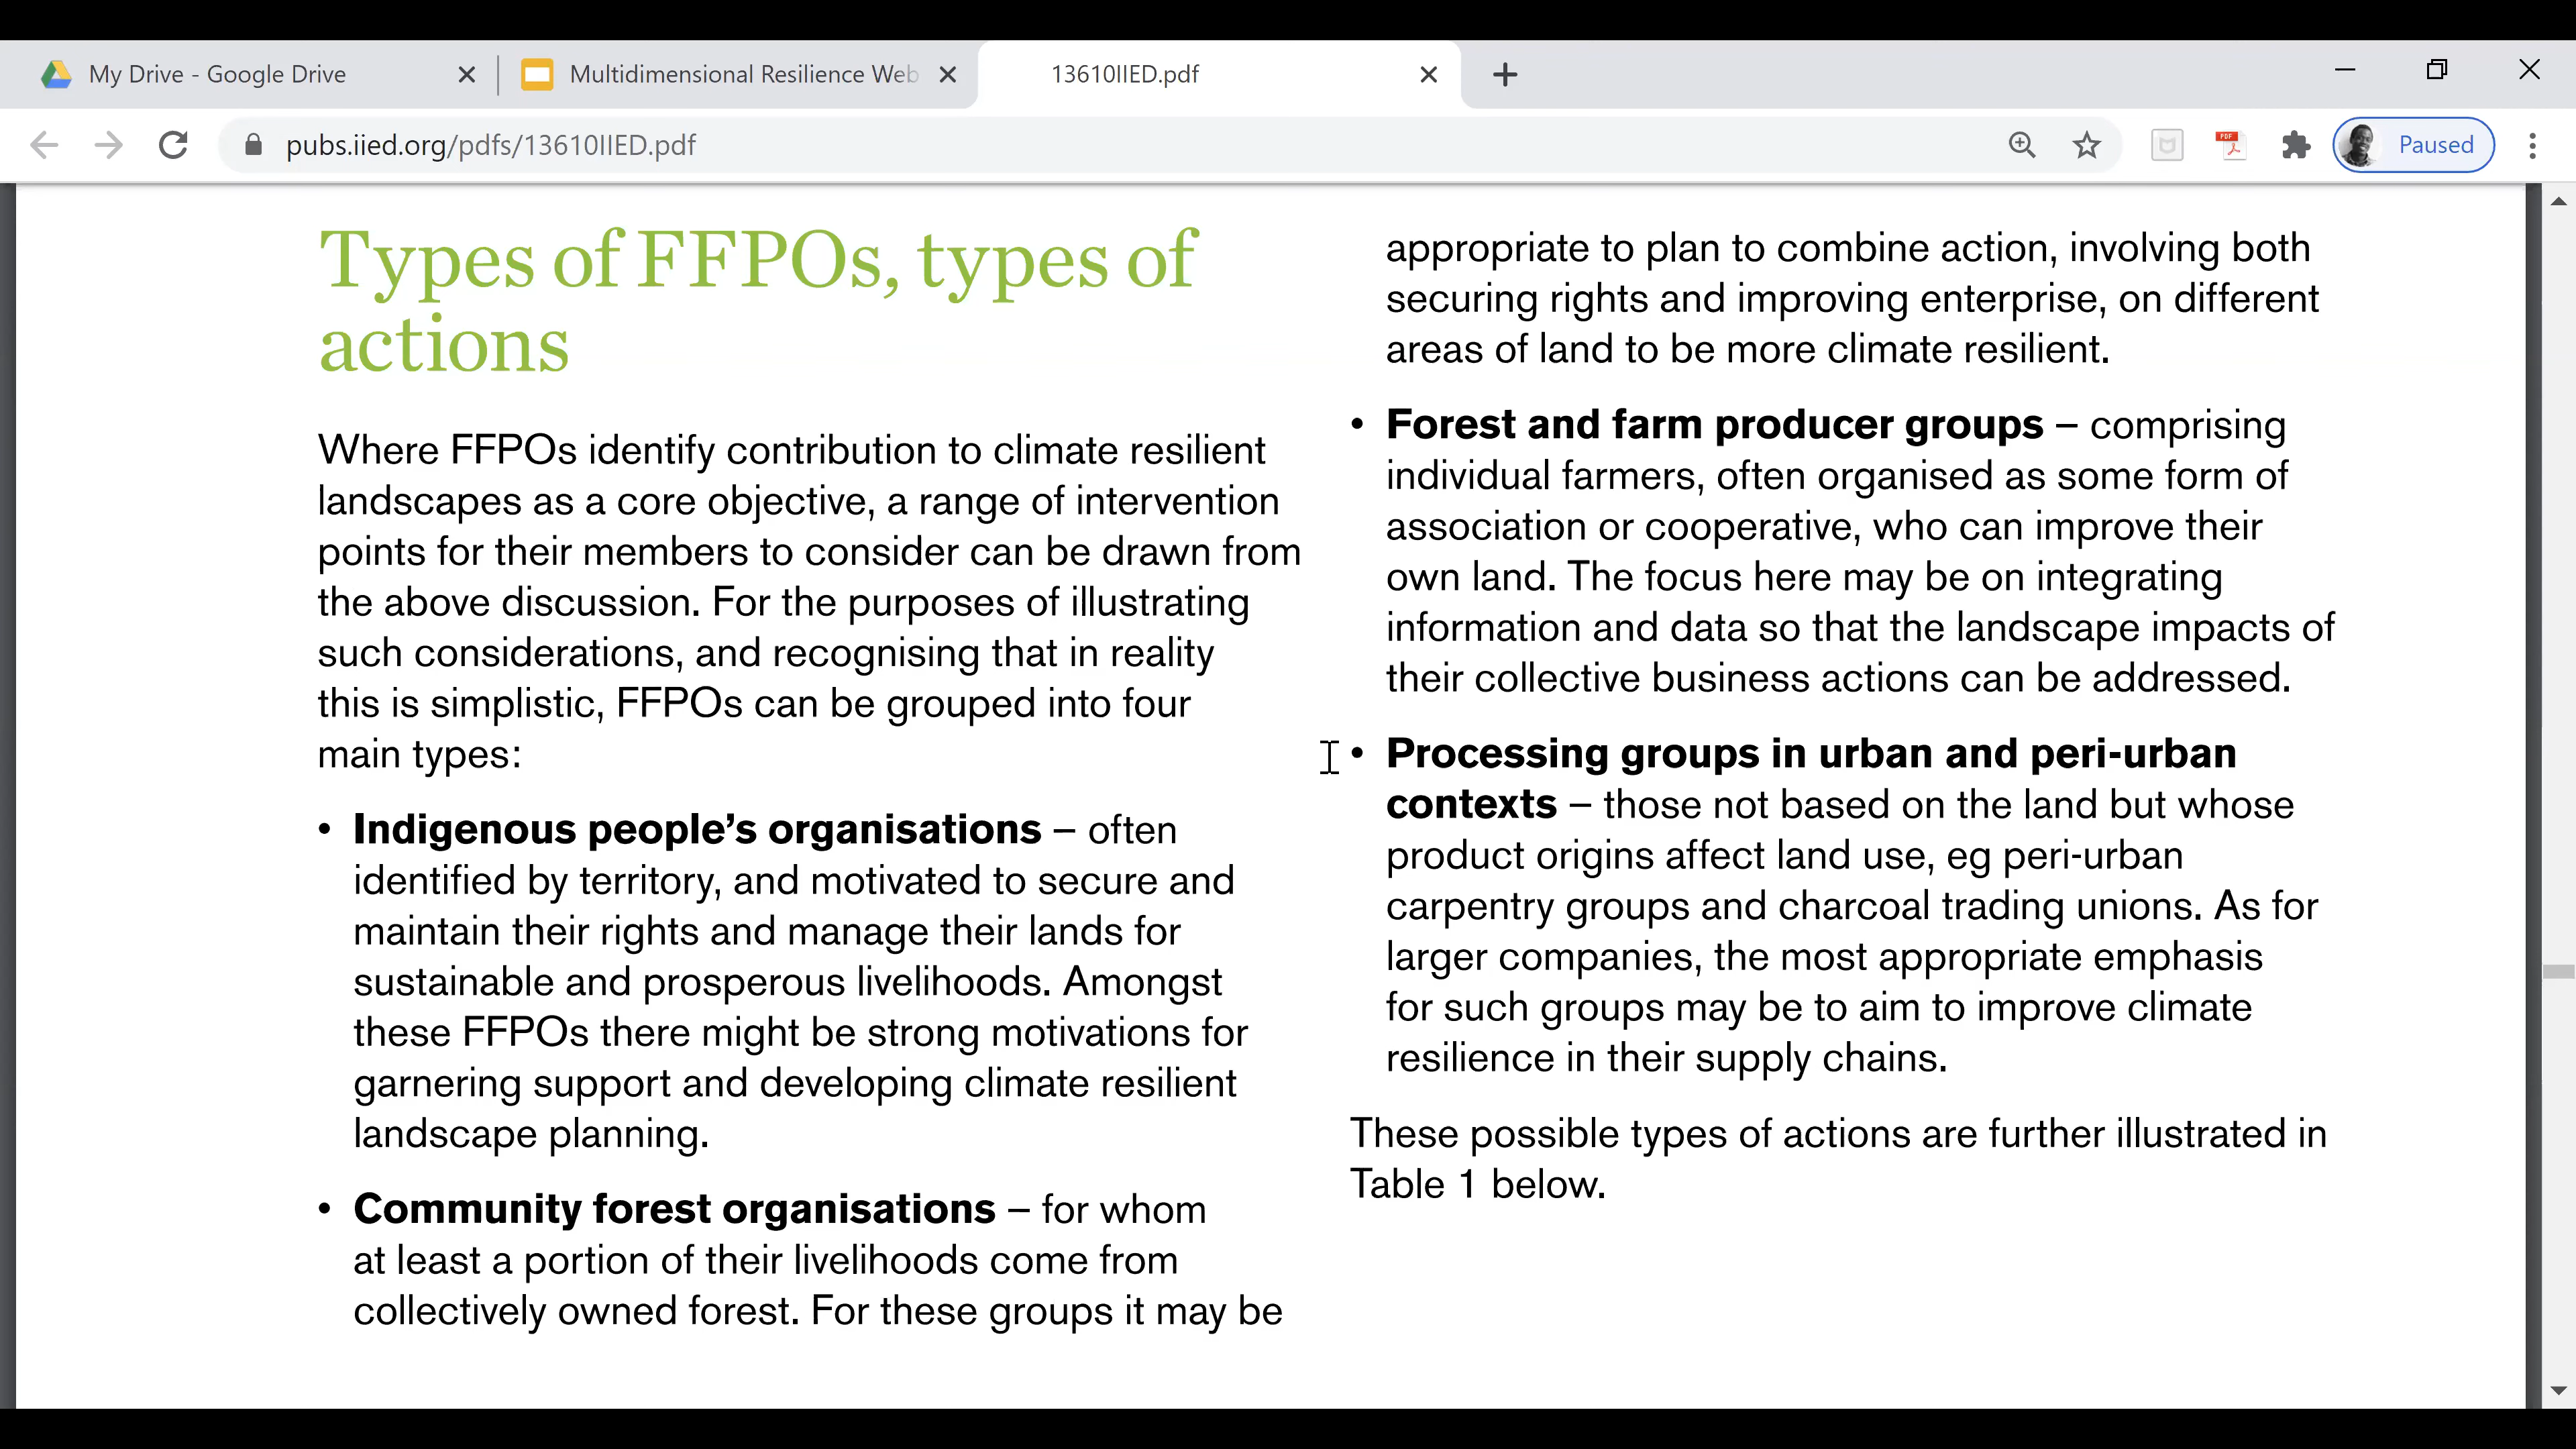 My Drive - Google Drive
Multidimensional Resilience Web
13610IIED.pdf
pubs.iied.org/pdfs/13610IIED.pdf
PDF
Paused
Types of FFPOs, types of
actions
Where FFPOs identify contribution to climate resilient
landscapes as a core objective, a range of intervention
points for their members to consider can be drawn from
the above discussion. For the purposes of illustrating
such considerations, and recognising that in reality
this is simplistic, FFPOs can be grouped into four
main types:
• Indigenous people’s organisations – often
identified by territory, and motivated to secure and
maintain their rights and manage their lands for
sustainable and prosperous livelihoods. Amongst
these FFPOs there might be strong motivations for
garnering support and developing climate resilient
landscape planning.
• Community forest organisations – for whom
at least a portion of their livelihoods come from
collectively owned forest. For these groups it may be
appropriate to plan to combine action, involving both
securing rights and improving enterprise, on different
areas of land to be more climate resilient.
• Forest and farm producer groups – comprising
individual farmers, often organised as some form of
association or cooperative, who can improve their
own land. The focus here may be on integrating
information and data so that the landscape impacts of
their collective business actions can be addressed.
• Processing groups in urban and peri-urban
contexts – those not based on the land but whose
product origins affect land use, eg peri-urban
carpentry groups and charcoal trading unions. As for
larger companies, the most appropriate emphasis
for such groups may be to aim to improve climate
resilience in their supply chains.
These possible types of actions are further illustrated in
Table 1 below.